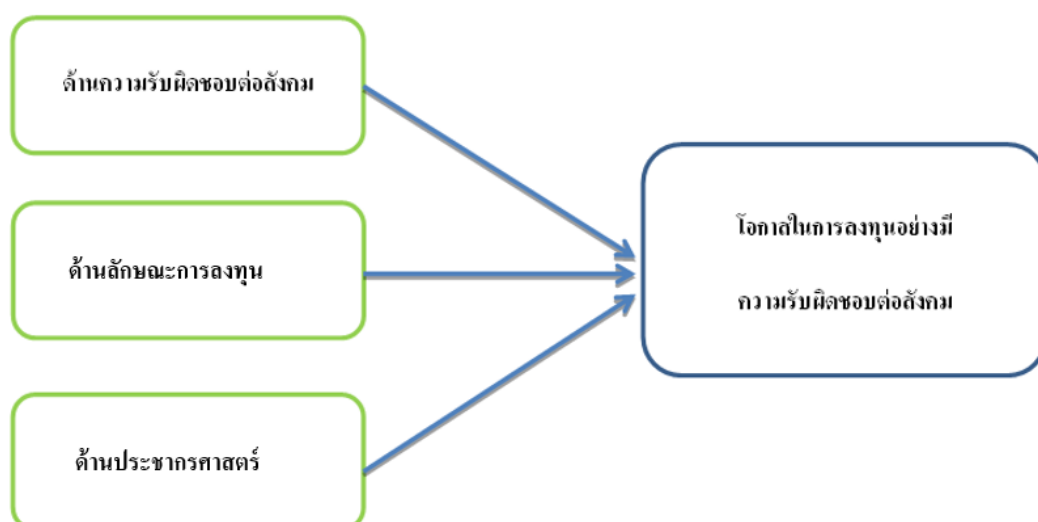 ด้านความรับผิดชอบต่อสังคม
ด้านลักษณะการลงทุน
ด้านประชากรศาสตร์
โอกาสในการลงทุนอย่างมี
ความรับผิดชอบต่อสังคม